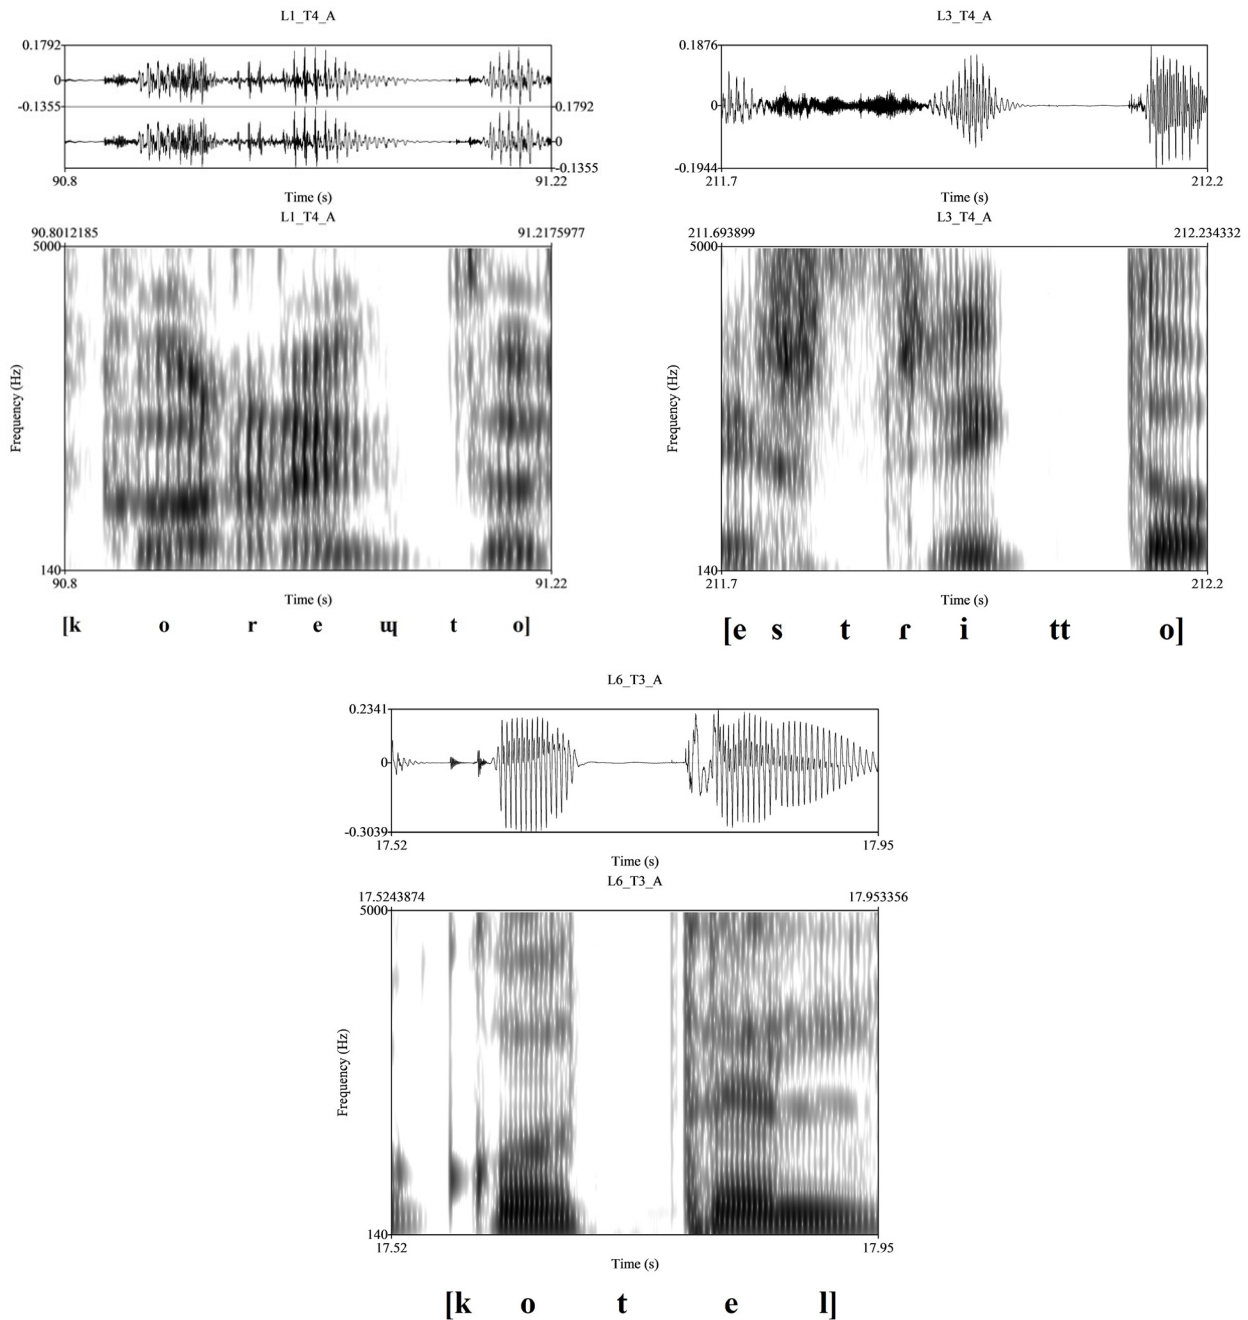 L1_T4_A
0.1792
0
-0.1355
0.1792
0
-0.1355
90.8
91.22
Time (s)
L1_T4_A
90.8012185
91.2175977
5000
Frequency (Hz)
140
90.8
91.22
Time (s)
[k o r e ɰ t o]
L3_T4_A
0.1876
0
-0.1944
211.7
212.2
Time (s)
L3_T4_A
211.693899
212.234332
5000
Frequency (Hz)
140
211.7
212.2
Time (s)
[e s t ɾ i tt o]
L6_T3_A
0.2341
0
-0.3039
17.52
17.95
Time (s)
L6_T3_A
17.5243874
17.953356
5000
Frequency (Hz)
140
17.52
17.95
Time (s)
[k o t e l]